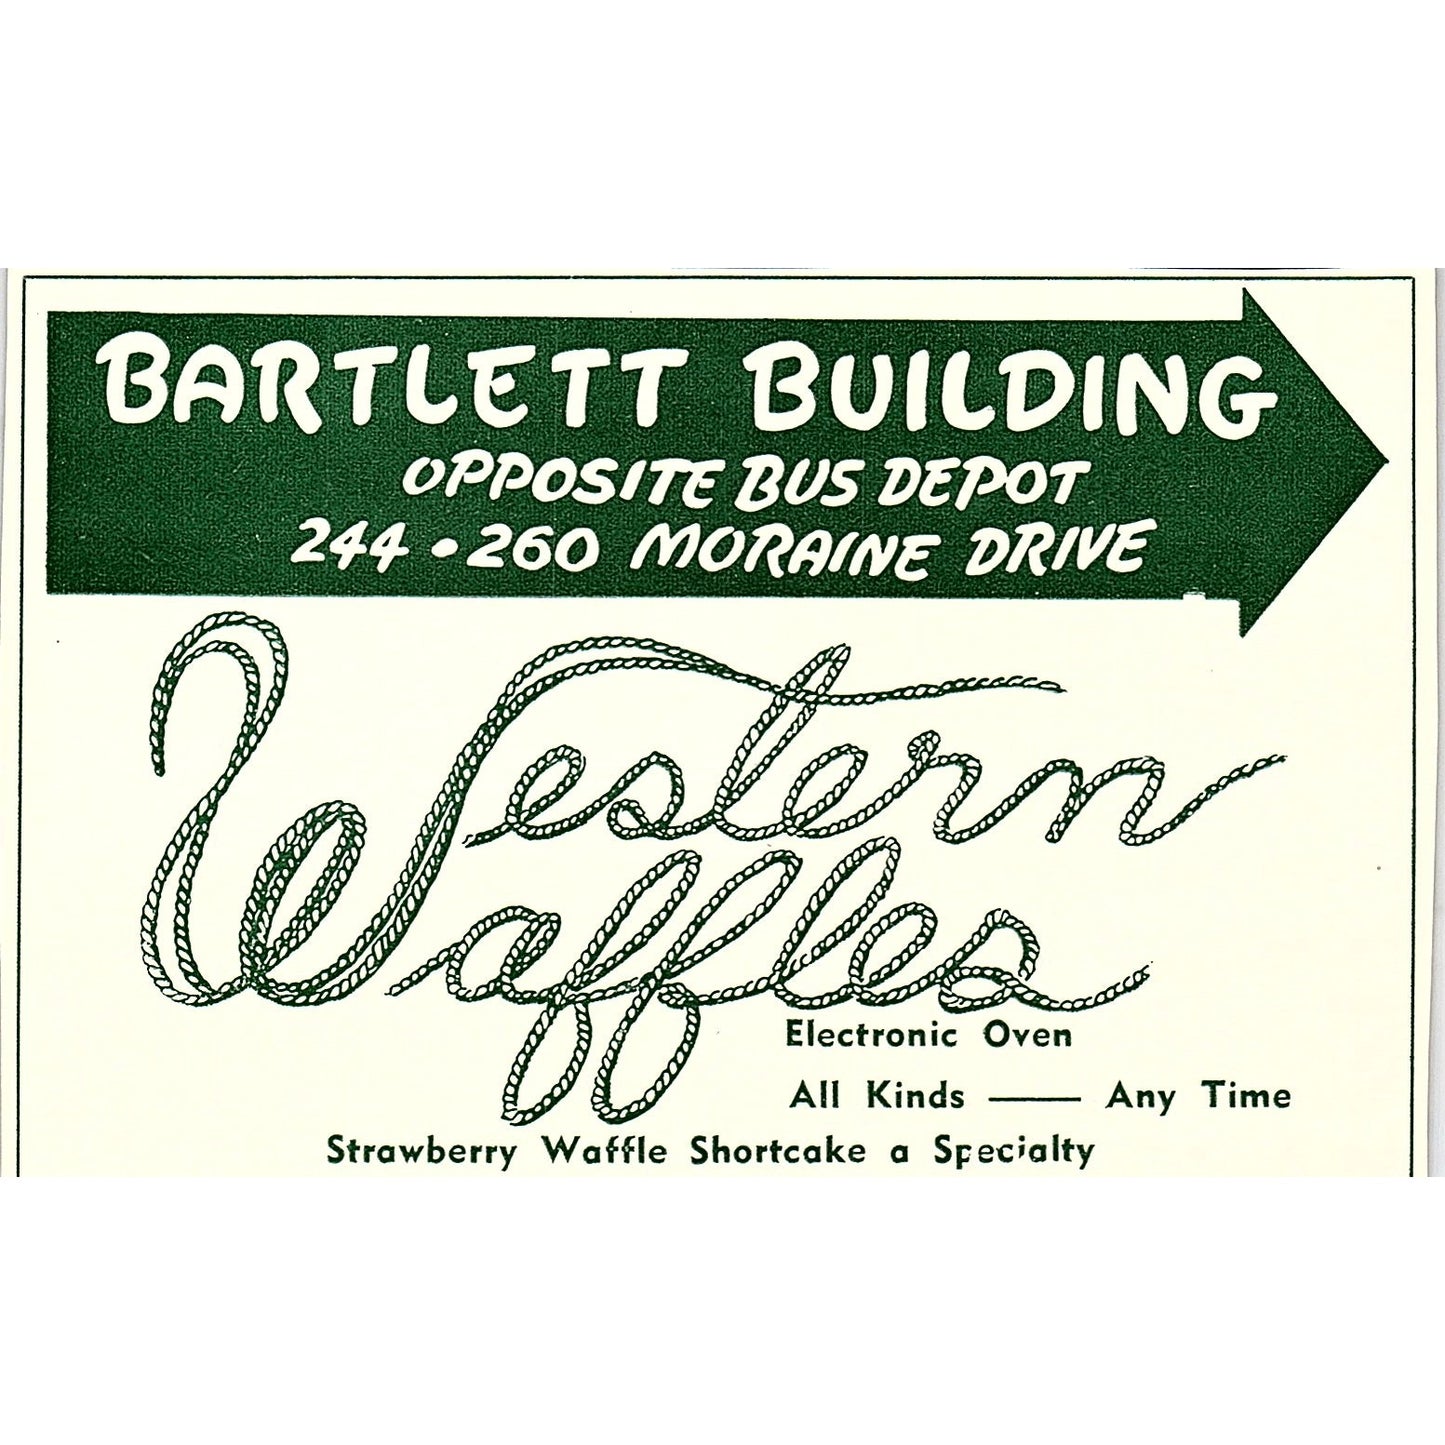 BARTLETT BUILDING
OPPOSITE BUS DEPOT
244 • 260 MORAINE DRIVE
Western
Waffles
Electronic Oven
All Kinds — Any Time
Strawberry Waffle Shortcake a Specialty